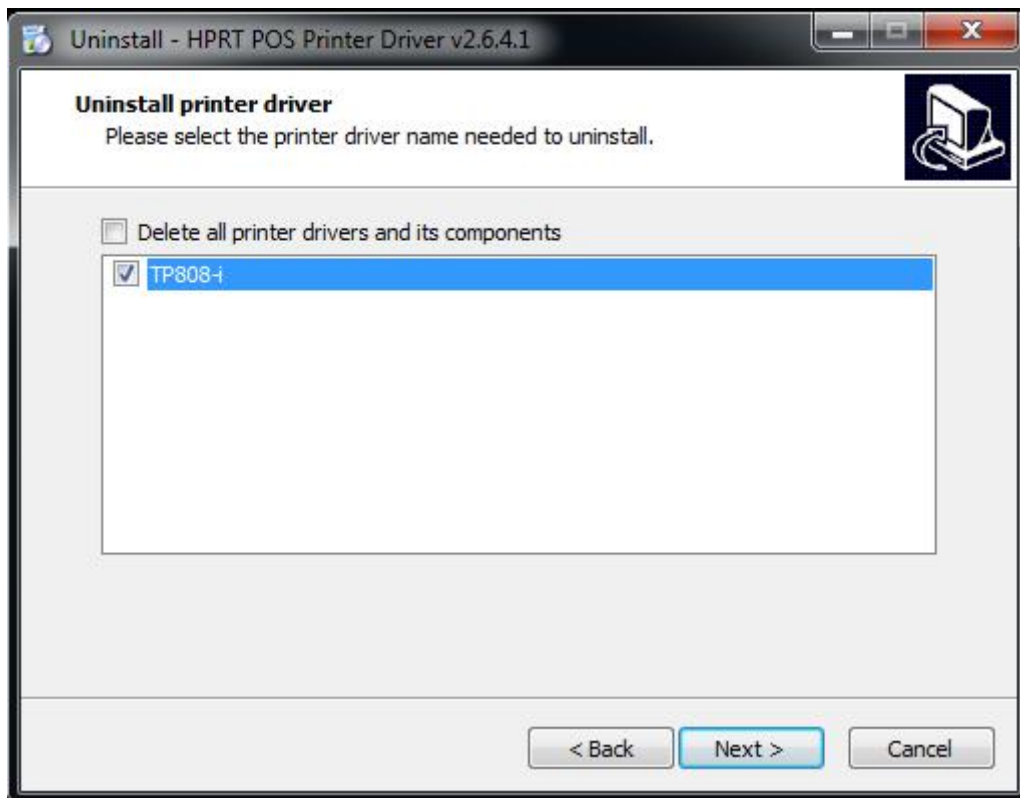 Uninstall - HPRT POS Printer Driver v2.6.4.1
Uninstall printer driver
Please select the printer driver name needed to uninstall.
Delete all printer drivers and its components
TP808-i
< Back Next > Cancel